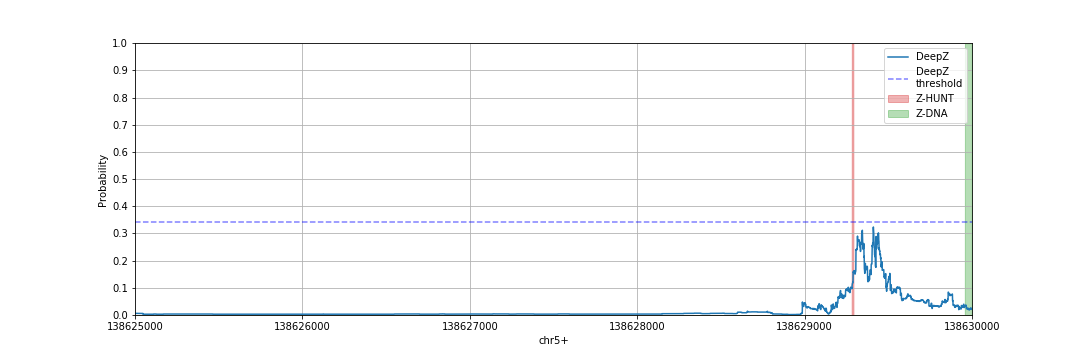 1.0
0.9
0.8
0.7
0.6
0.5
0.4
0.3
0.2
0.1
0.0
Probability
138625000
138626000
138627000
138628000
138629000
138630000
chr5+
DeepZ
DeepZ
threshold
Z-HUNT
Z-DNA